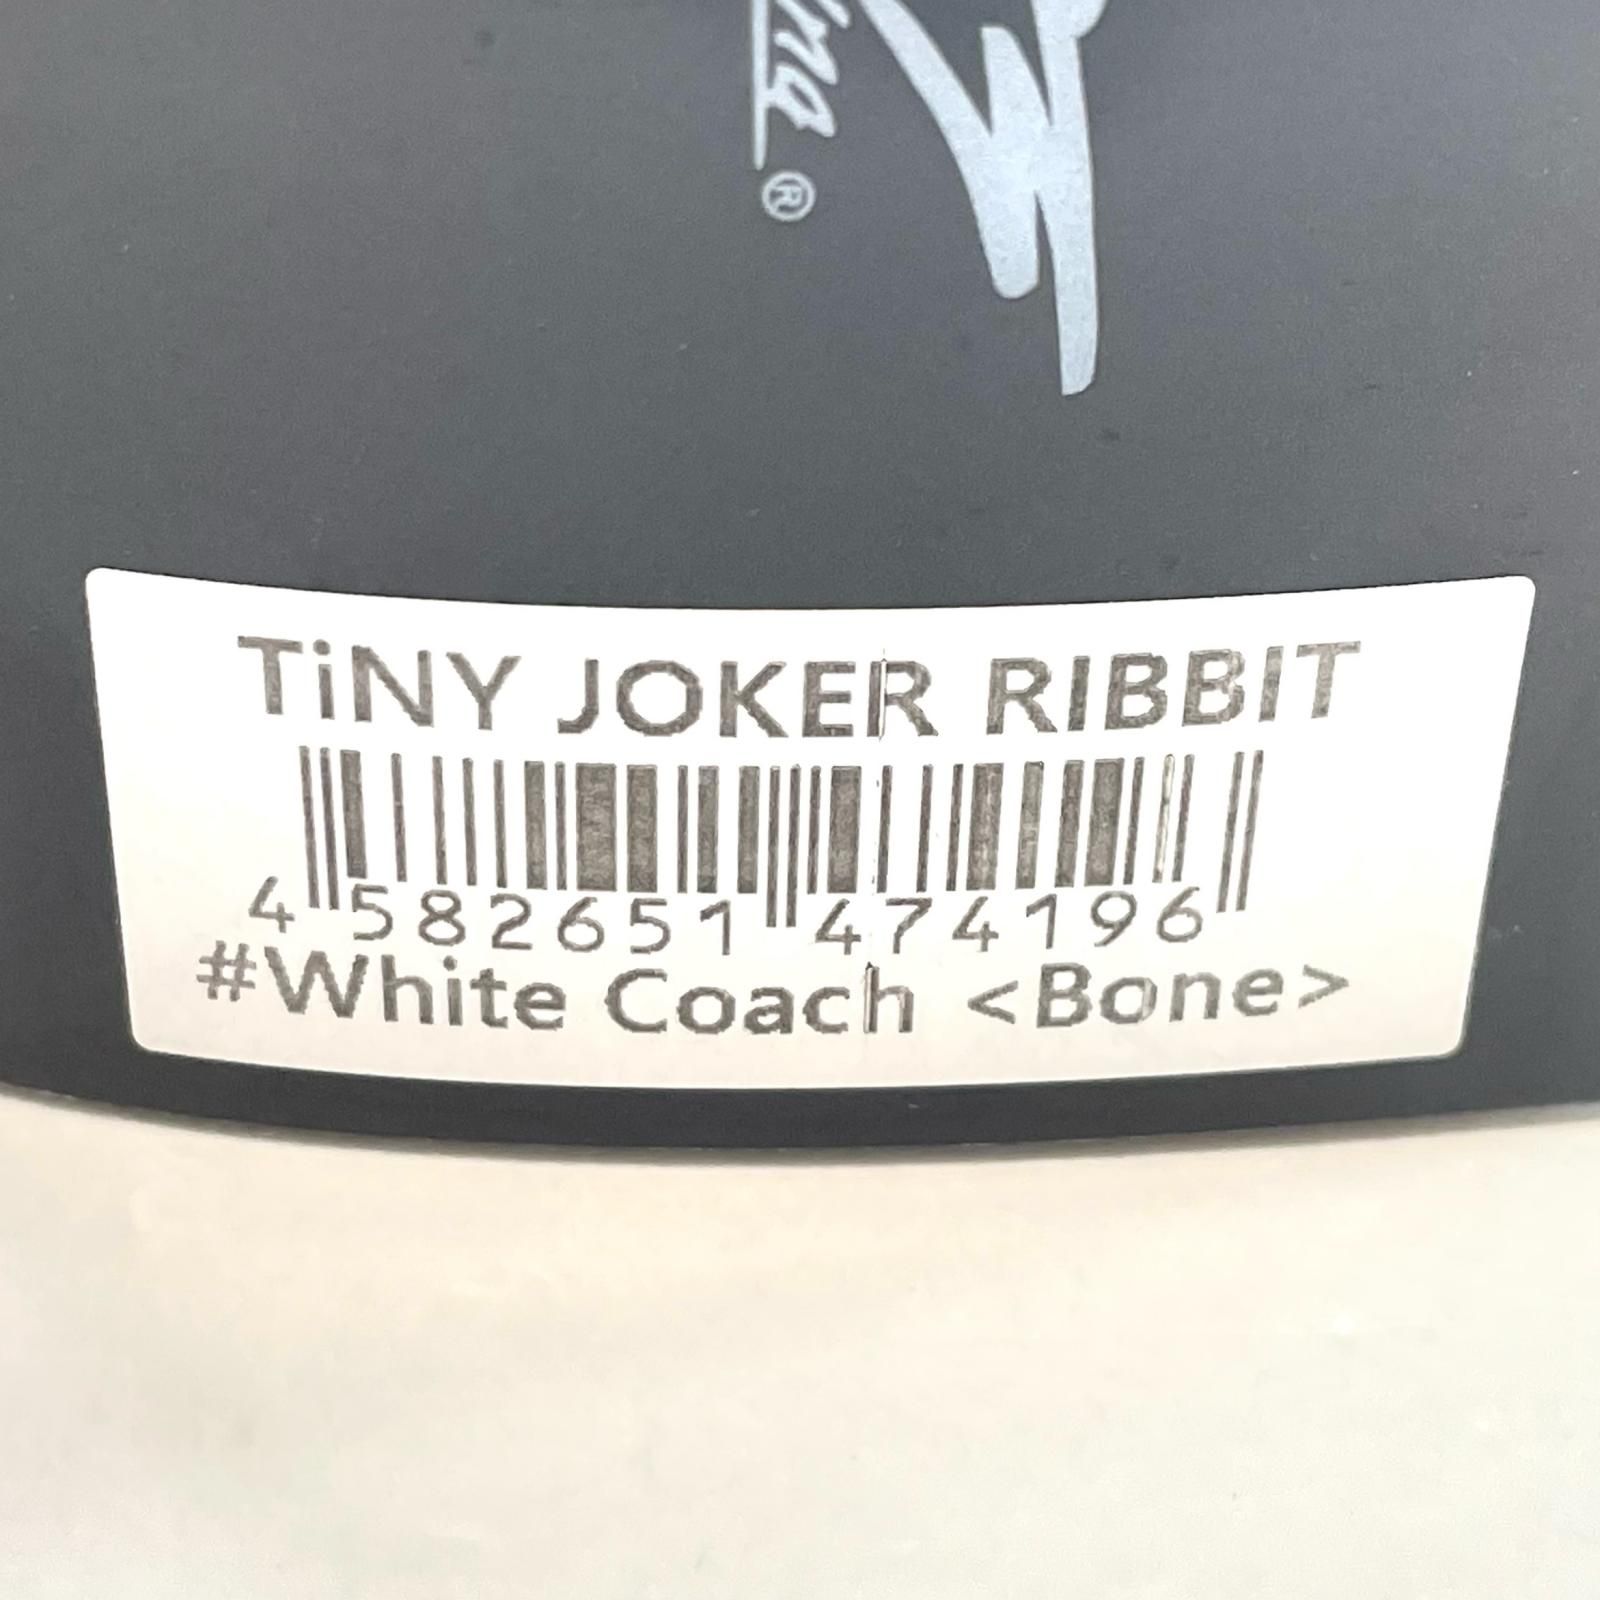 TiNY JOKER RIBBIT
4 582651 474196
#White Coach <Bone>